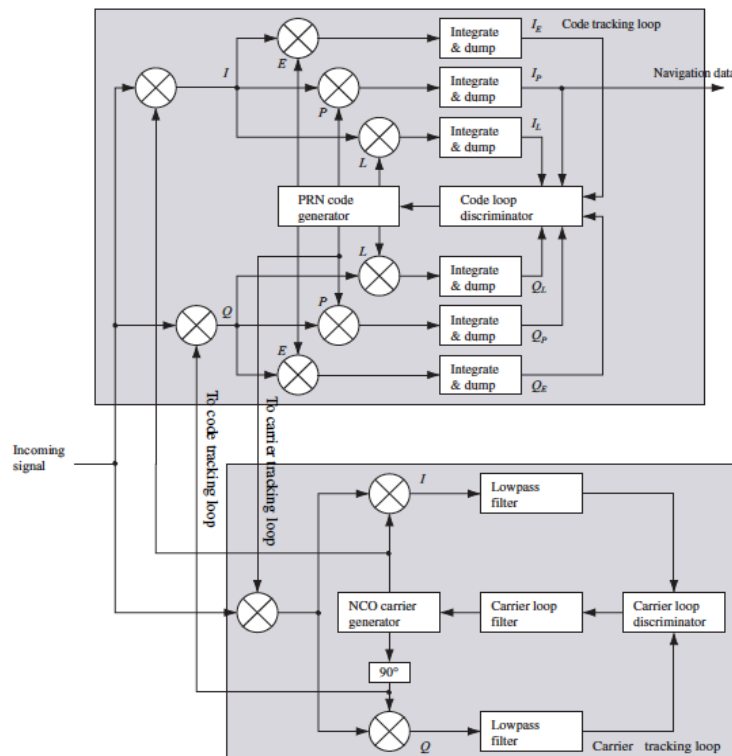 Integrate
& dump
I_E
Code tracking loop
E
I
Integrate
& dump
I_P
Navigation data
P
Integrate
& dump
I_L
L
PRN code
generator
Code loop
discriminator
L
Integrate
& dump
Q_L
P
Q
Integrate
& dump
Q_P
E
Integrate
& dump
Q_E
To code tracking loop
To carrier tracking loop
Incoming
signal
I
Lowpass
filter
NCO carrier
generator
Carrier loop
filter
Carrier loop
discriminator
90°
Q
Lowpass
filter
Carrier tracking loop